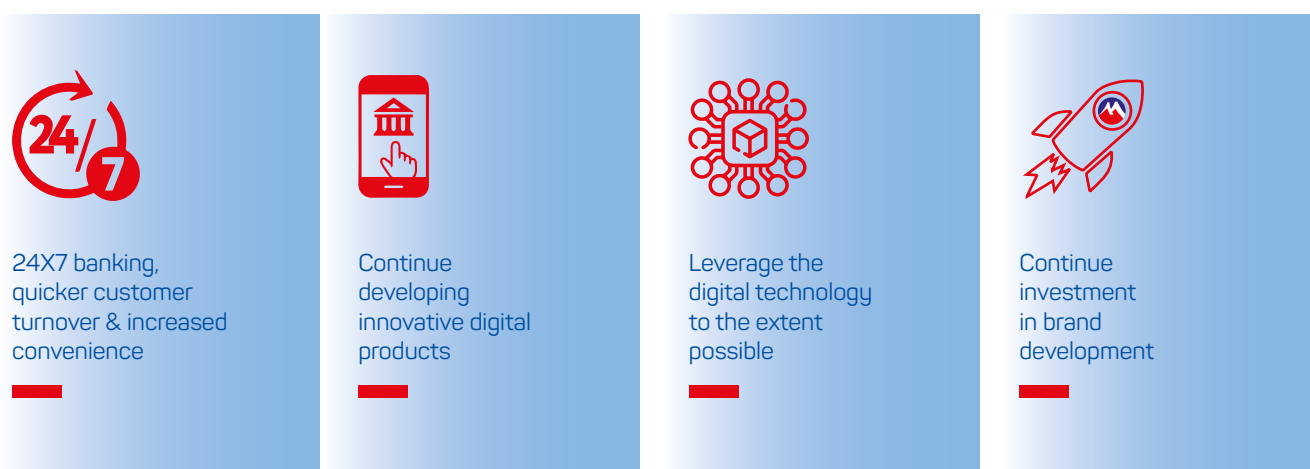 24/
7
24X7 banking,
quicker customer
turnover & increased
convenience
Continue
developing
innovative digital
products
Leverage the
digital technology
to the extent
possible
Continue
investment
in brand
development